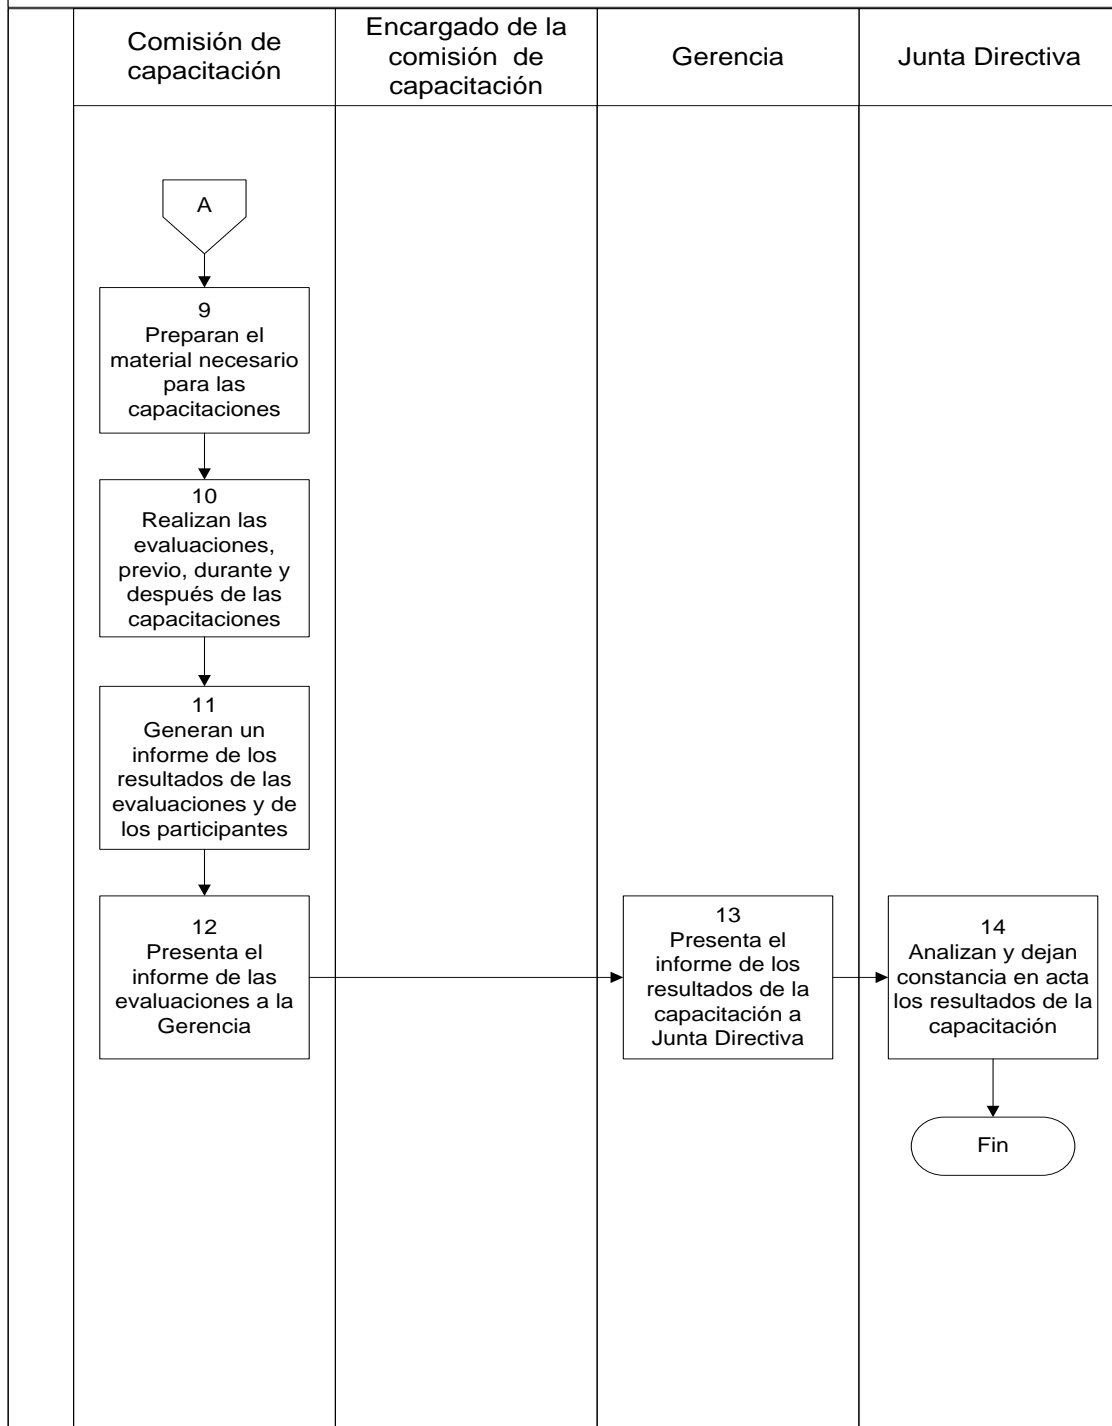 Comisión de
capacitación
Encargado de la
comisión de
capacitación
Gerencia
Junta Directiva
A
9
Preparan el
material necesario
para las
capacitaciones
10
Realizan las
evaluaciones,
previo, durante y
después de las
capacitaciones
11
Generan un
informe de los
resultados de las
evaluaciones y de
los participantes
12
Presenta el
informe de las
evaluaciones a la
Gerencia
13
Presenta el
informe de los
resultados de la
capacitación a
Junta Directiva
14
Analizan y dejan
constancia en acta
los resultados de la
capacitación
Fin